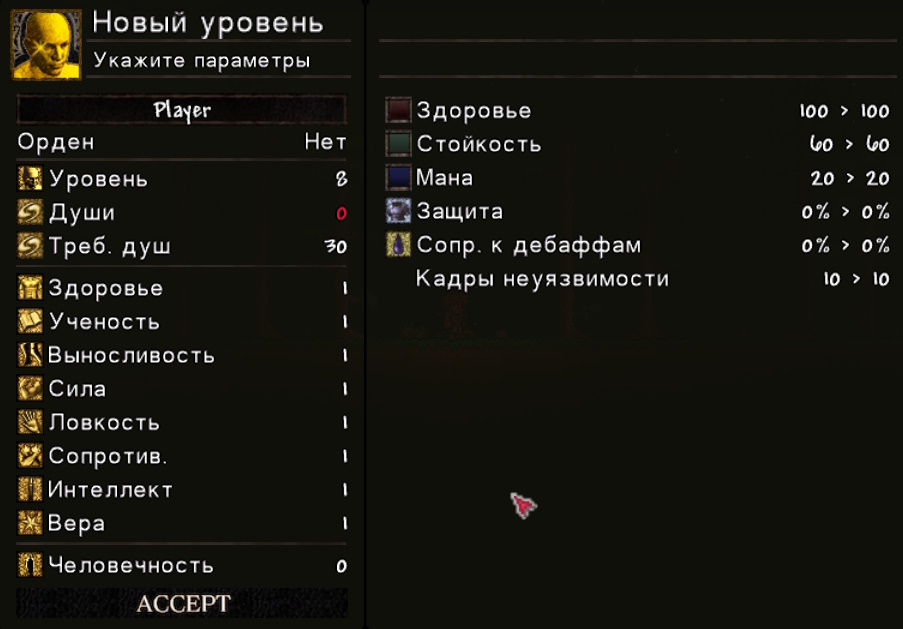 Новый уровень
Укажите параметры
Player
Орден Нет
Уровень 8
Души 0
Треб. душ 30
Здоровье 1
Ученость 1
Выносливость 1
Сила 1
Ловкость 1
Сопротив. 1
Интеллект 1
Вера 1
Человечность 0
ACCEPT
Здоровье 100 > 100
Стойкость 60 > 60
Мана 20 > 20
Защита 0% > 0%
Сопр. к дебаффам 0% > 0%
Кадры неуязвимости 10 > 10